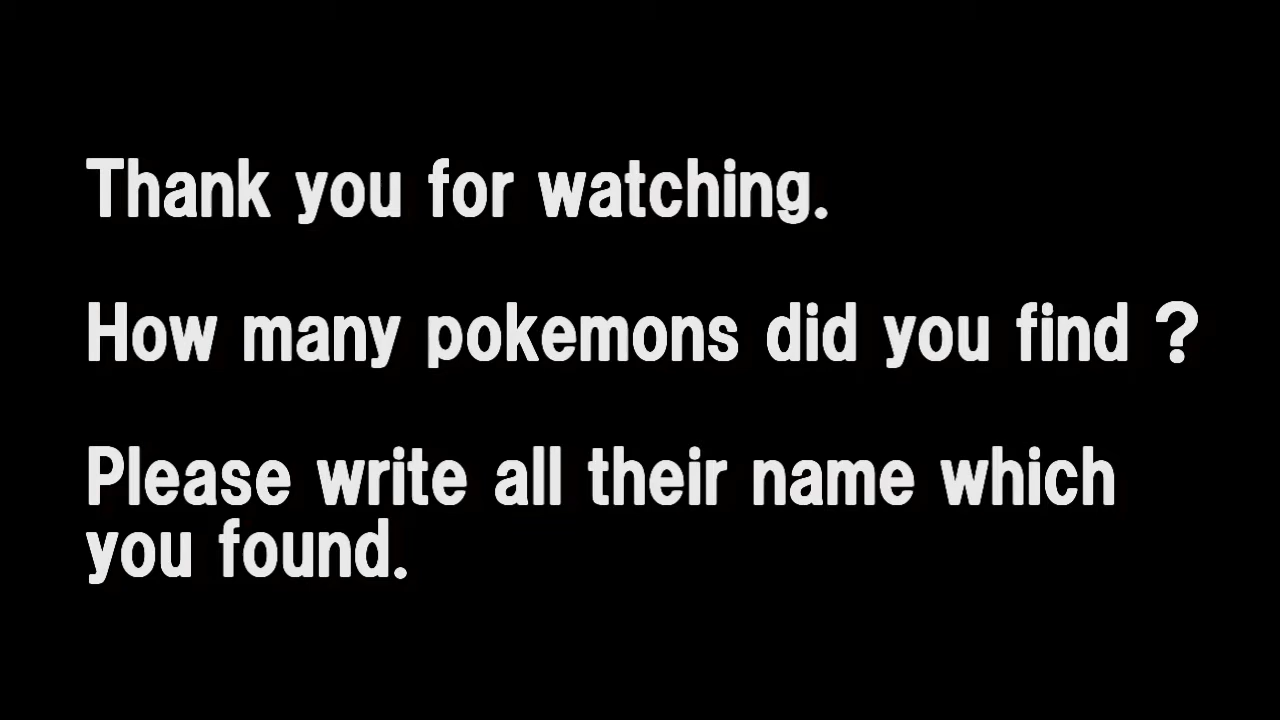 Thank you for watching.
How many pokemons did you find ?
Please write all their name which
you found.